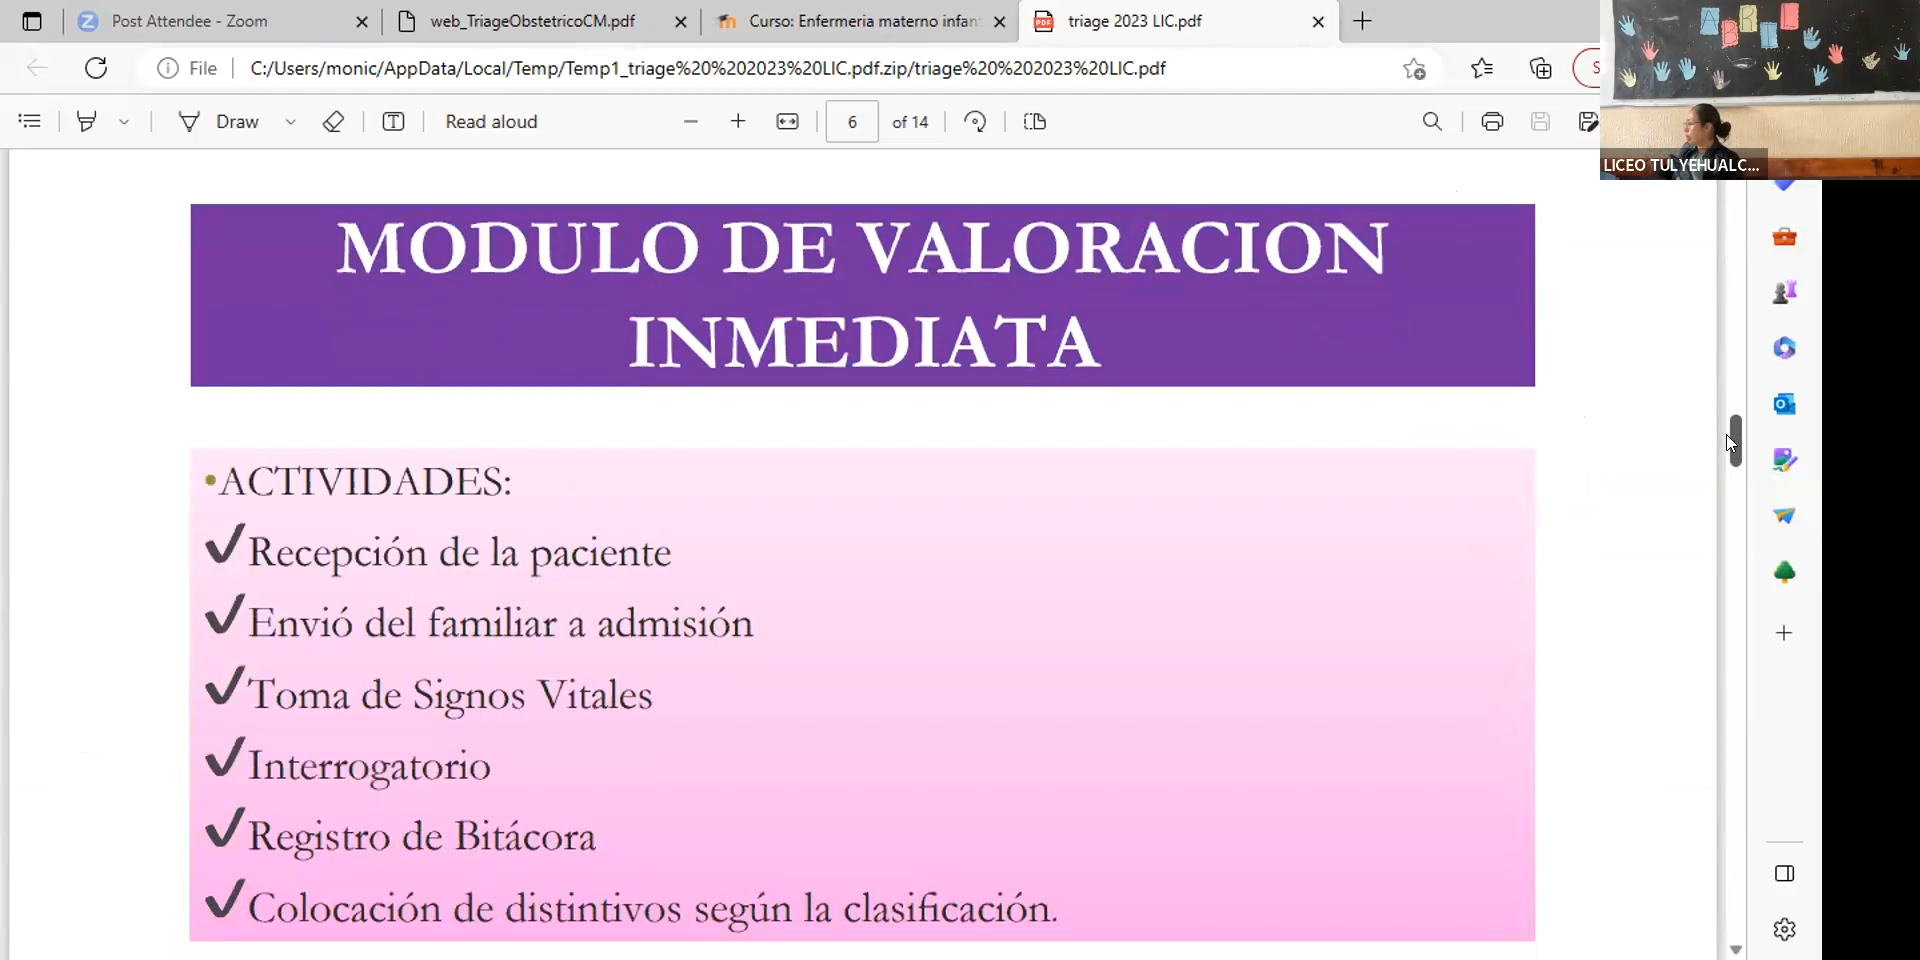 Post Attendee - Zoom
web_TriageObstetricoCM.pdf
Curso: Enfermeria materno infan
triage 2023 LIC.pdf
File
C:/Users/monic/AppData/Local/Temp/Temp1_triage%20%202023%20LIC.pdf.zip/triage%20%202023%20LIC.pdf
S
Draw
Read aloud
6 of 14
ABRIL
LICEO TULYEHUALC...
MODULO DE VALORACION
INMEDIATA
•ACTIVIDADES:
✔Recepción de la paciente
✔Envió del familiar a admisión
✔Toma de Signos Vitales
✔Interrogatorio
✔Registro de Bitácora
✔Colocación de distintivos según la clasificación.